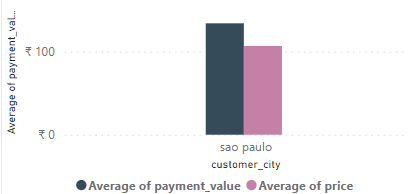 Average of payment_val...
₹ 100
₹ 0
sao paulo
customer_city
Average of payment_value Average of price